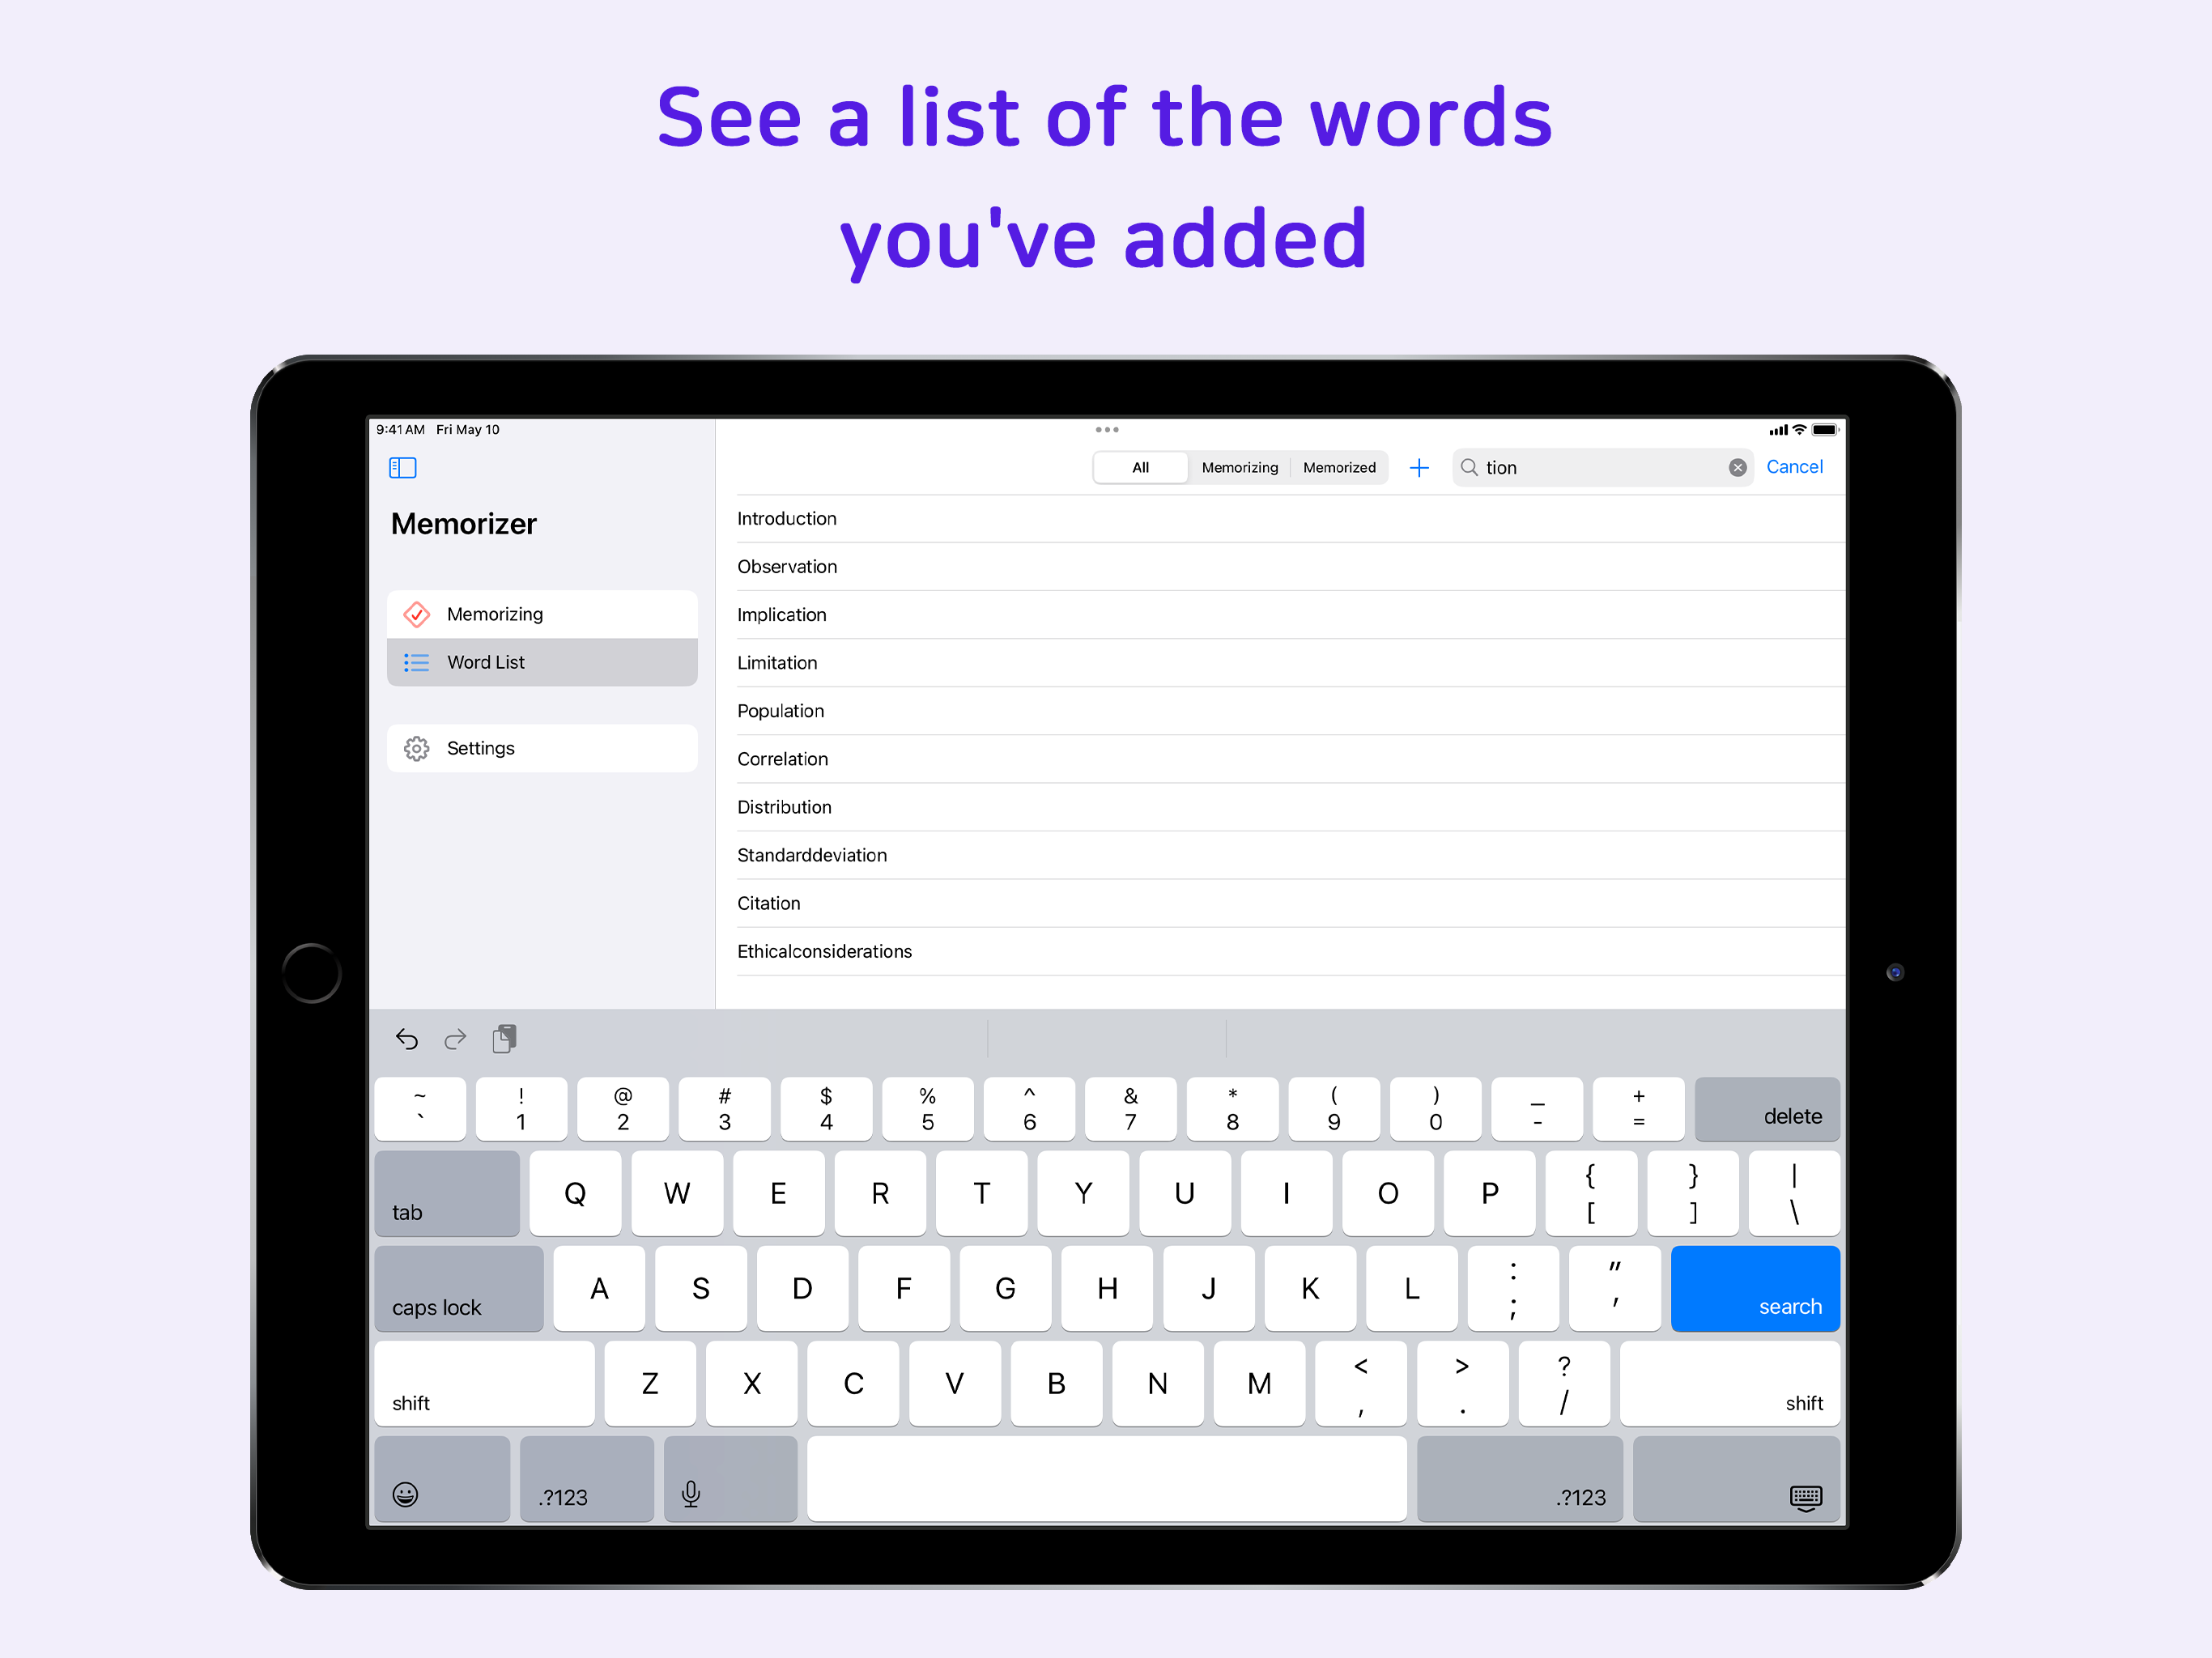 See a list of the words
you've added
9:41 AM Fri May 10
All Memorizing Memorized + tion Cancel
Memorizer
Memorizing
Word List
Settings
Introduction
Observation
Implication
Limitation
Population
Correlation
Distribution
Standarddeviation
Citation
Ethicalconsiderations
~ ! @ # $ % ^ & * ( ) _ +
` 1 2 3 4 5 6 7 8 9 0 - = delete
tab Q W E R T Y U I O P { [ } ] | \
caps lock A S D F G H J K L : ; " ' search
shift Z X C V B N M < , > . ? / shift
.?123 .?123